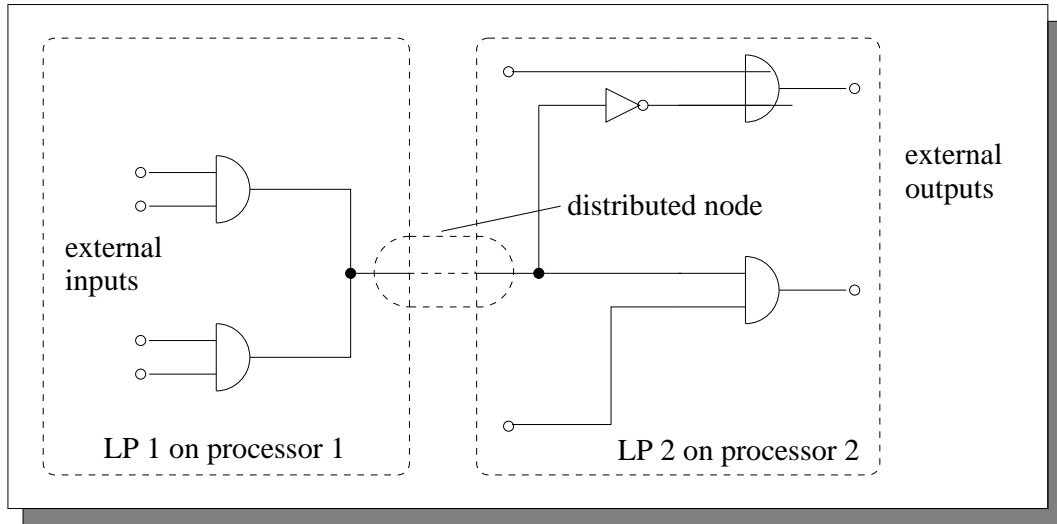 external
outputs
distributed node
external
inputs
LP 1 on processor 1
LP 2 on processor 2